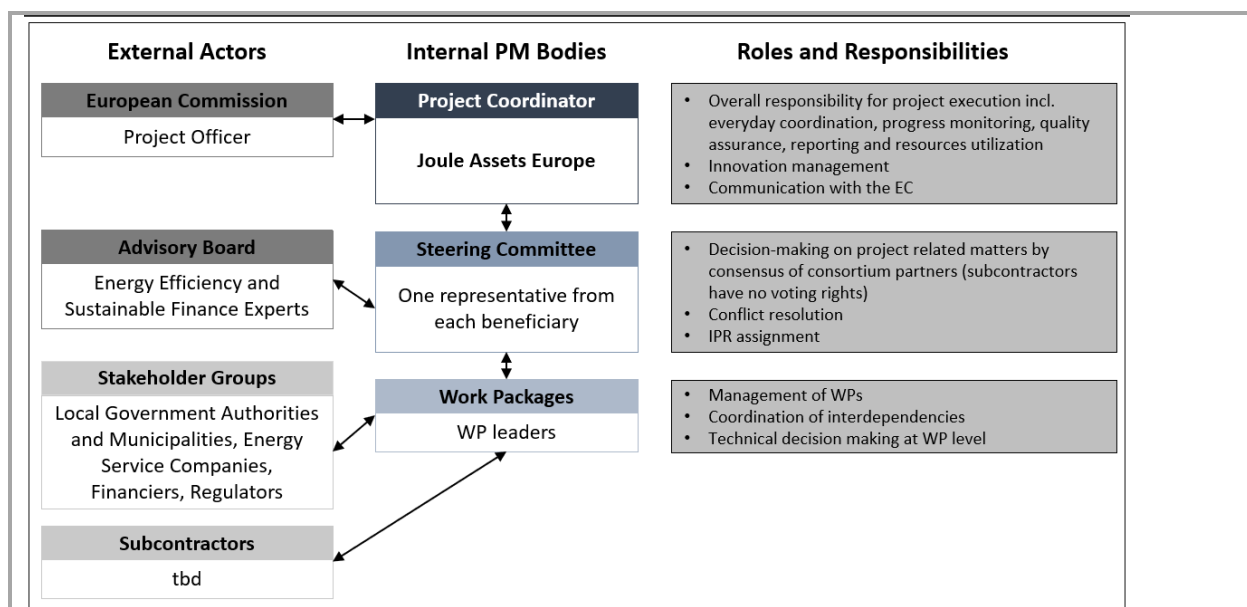 External Actors
Internal PM Bodies
Roles and Responsibilities
European Commission
Project Officer
Project Coordinator
Joule Assets Europe
• Overall responsibility for project execution incl.
everyday coordination, progress monitoring, quality
assurance, reporting and resources utilization
• Innovation management
• Communication with the EC
Advisory Board
Energy Efficiency and
Sustainable Finance Experts
Steering Committee
One representative from
each beneficiary
• Decision-making on project related matters by
consensus of consortium partners (subcontractors
have no voting rights)
• Conflict resolution
• IPR assignment
Stakeholder Groups
Local Government Authorities
and Municipalities, Energy
Service Companies,
Financiers, Regulators
Work Packages
WP leaders
• Management of WPs
• Coordination of interdependencies
• Technical decision making at WP level
Subcontractors
tbd